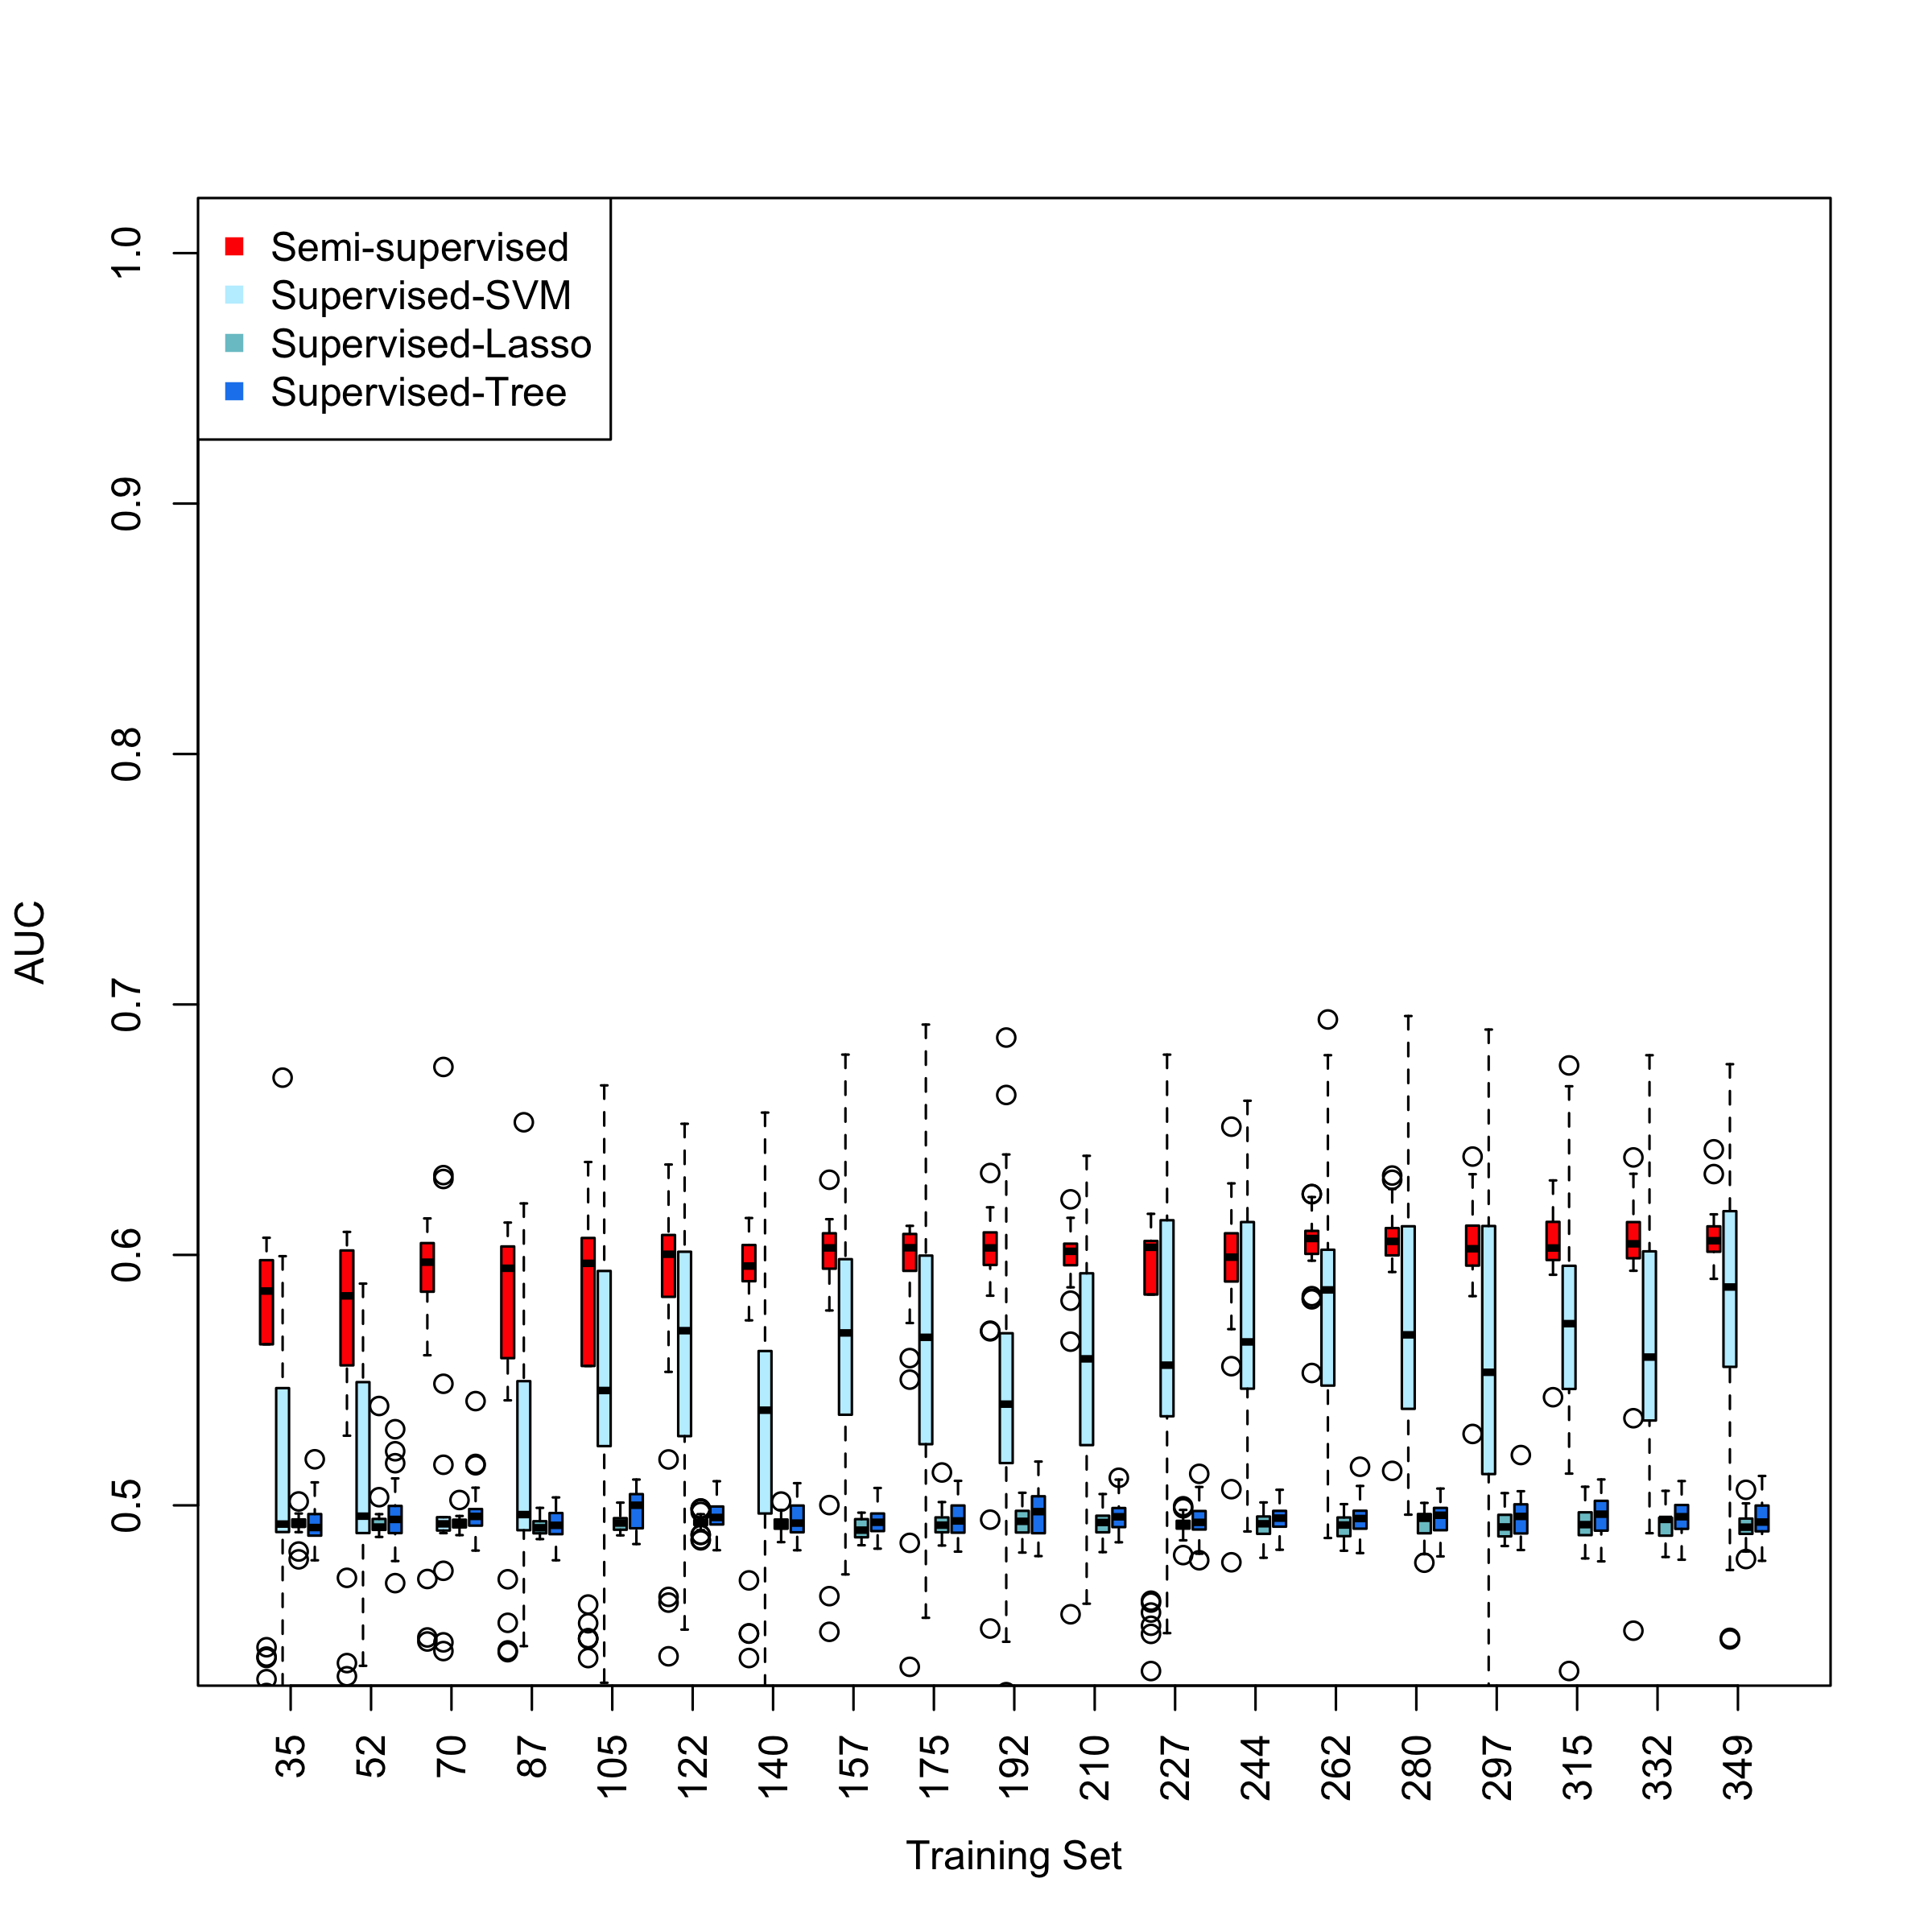 Semi-supervised
Supervised-SVM
Supervised-Lasso
Supervised-Tree
1.0
0.9
0.8
0.7
0.6
0.5
AUC
35 52 70 87 105 122 140 157 175 192 210 227 244 262 280 297 315 332 349
Training Set